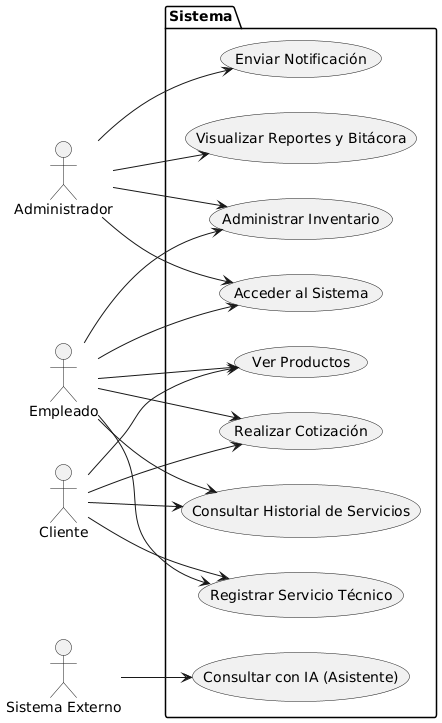 Sistema
Enviar Notificación
Visualizar Reportes y Bitácora
Administrador
Administrar Inventario
Acceder al Sistema
Ver Productos
Empleado
Realizar Cotización
Consultar Historial de Servicios
Cliente
Registrar Servicio Técnico
Consultar con IA (Asistente)
Sistema Externo